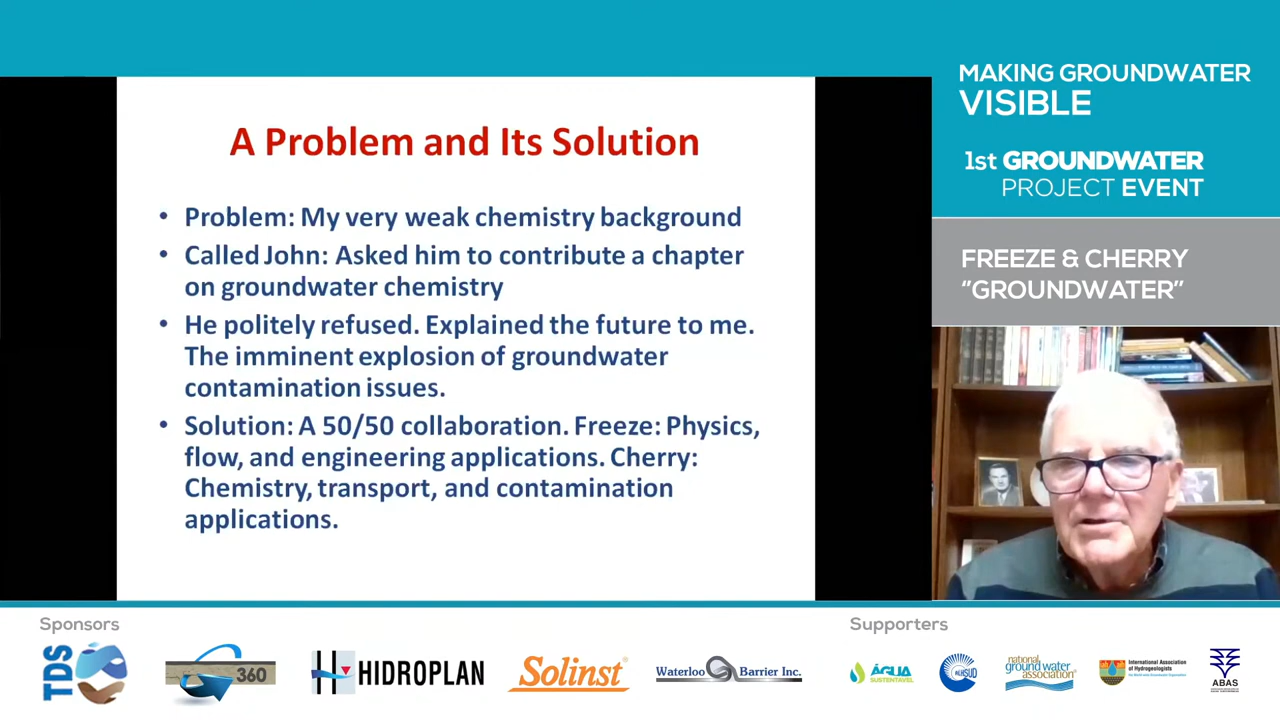 MAKING GROUNDWATER
VISIBLE
1st GROUNDWATER
PROJECT EVENT
FREEZE & CHERRY
"GROUNDWATER"
A Problem and Its Solution
• Problem: My very weak chemistry background
• Called John: Asked him to contribute a chapter
on groundwater chemistry
• He politely refused. Explained the future to me.
The imminent explosion of groundwater
contamination issues.
• Solution: A 50/50 collaboration. Freeze: Physics,
flow, and engineering applications. Cherry:
Chemistry, transport, and contamination
applications.
Sponsors
TDS
360
HIDROPLAN
Solinst
Waterloo Barrier Inc.
Supporters
ÁGUA
SUSTENTAVEL
ALHSUD
national
ground water
association
International Association
of Hydrogeologists
ABAS